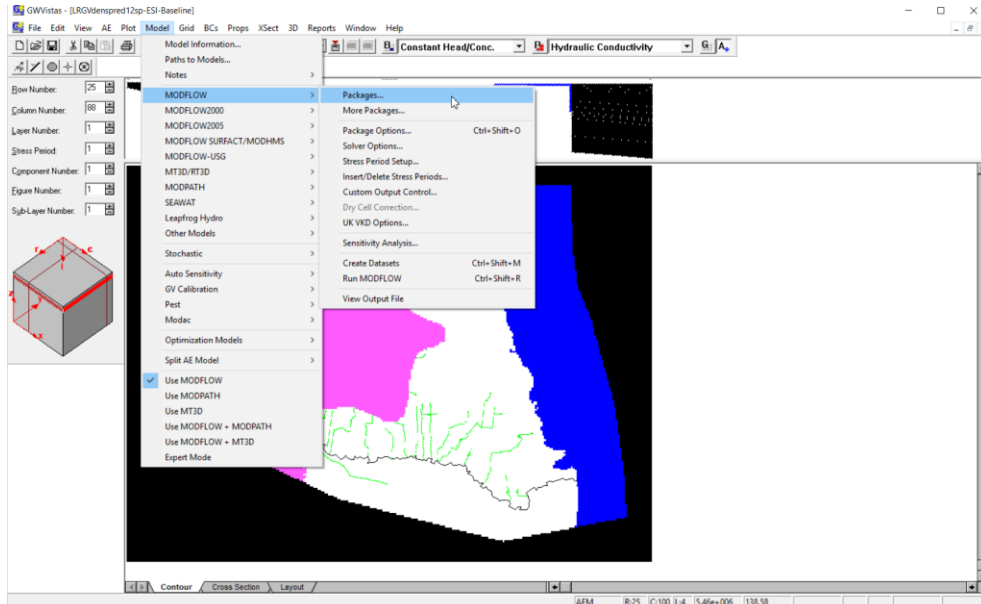 GWVistas - [LRGVdenspred12sp-ESI-Baseline]
File Edit View AE Plot Model Grid BCs Props XSect 3D Reports Window Help
Constant Head/Conc. Hydraulic Conductivity
Row Number: 25
Column Number: 88
Layer Number: 1
Stress Period: 1
Component Number: 1
Figure Number: 1
Sub-Layer Number: 1
r c
l
z y
x
Model Information...
Paths to Models...
Notes
MODFLOW
MODFLOW2000
MODFLOW2005
MODFLOW SURFACT/MODHMS
MODFLOW-USG
MT3D/RT3D
MODPATH
SEAWAT
Leapfrog Hydro
Other Models
Stochastic
Auto Sensitivity
GV Calibration
Pest
Modac
Optimization Models
Split AE Model
Use MODFLOW
Use MODPATH
Use MT3D
Use MODFLOW + MODPATH
Use MODFLOW + MT3D
Expert Mode
Packages...
More Packages...
Package Options... Ctrl+Shift+O
Solver Options...
Stress Period Setup...
Insert/Delete Stress Periods...
Custom Output Control...
Dry Cell Correction...
UK VKD Options...
Sensitivity Analysis...
Create Datasets Ctrl+Shift+M
Run MODFLOW Ctrl+Shift+R
View Output File
Contour Cross Section Layout
AFM R:25 C:100 L:4 5.46e+006 138.58